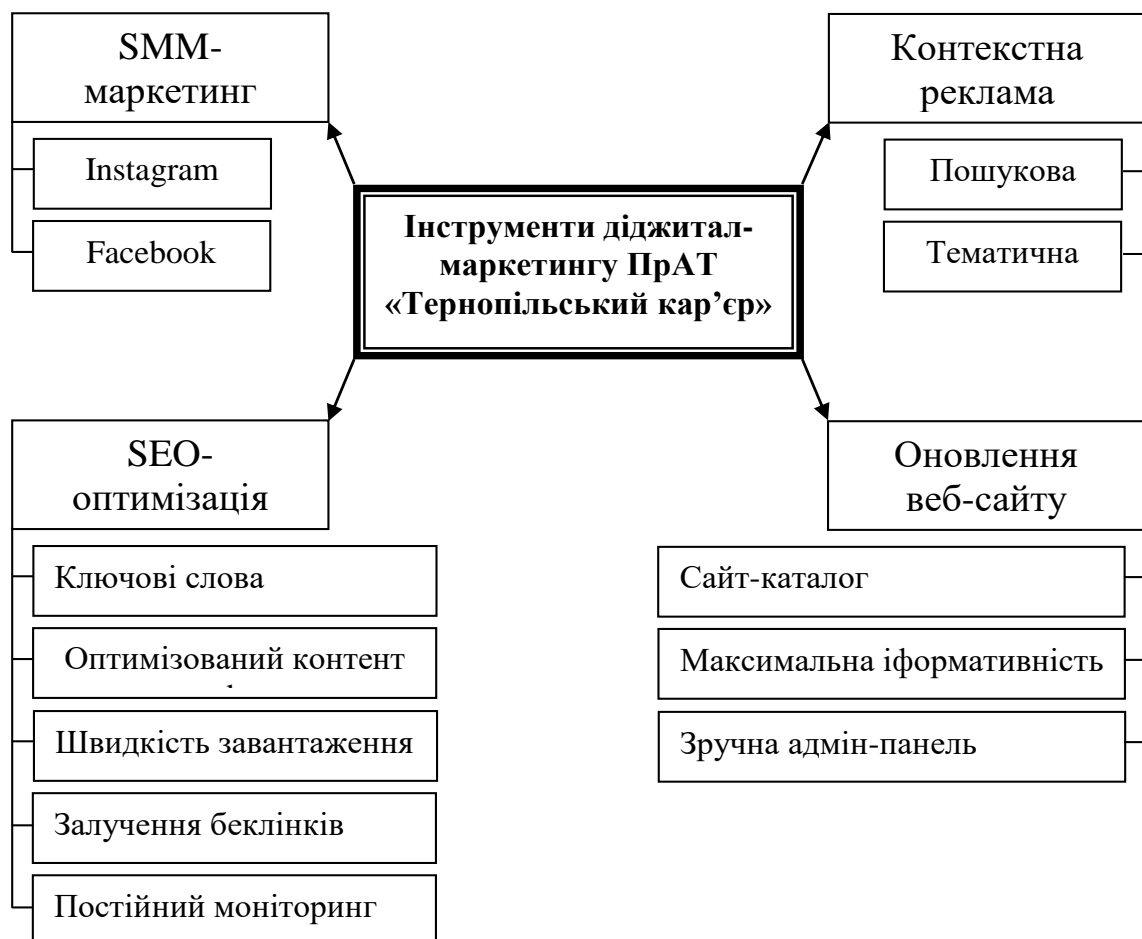 SMM-
маркетинг
Instagram
Facebook
Контекстна
реклама
Пошукова
Тематична
Інструменти діджитал-
маркетингу ПрАТ
«Тернопільський кар’єр»
SEO-
оптимізація
Ключові слова
Оптимізований контент
Швидкість завантаження
Залучення беклінків
Постійний моніторинг
Оновлення
веб-сайту
Сайт-каталог
Максимальна іформативність
Зручна адмін-панель